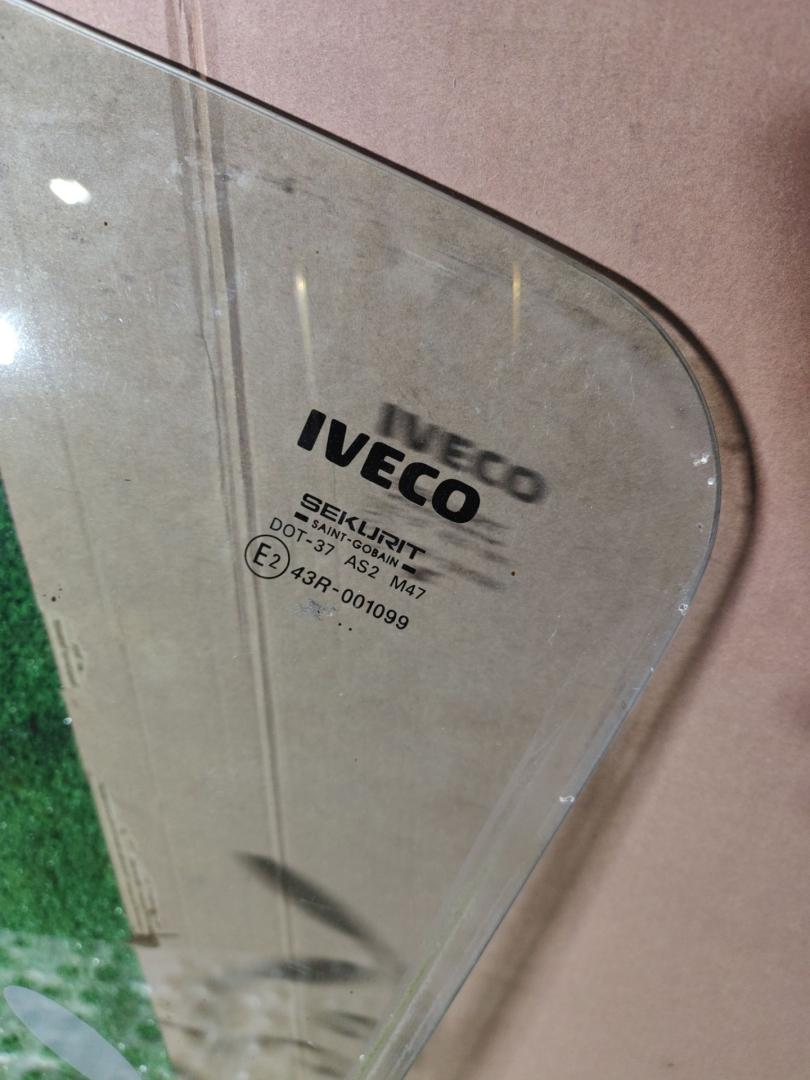 IVECO
SEKURIT
SAINT-GOBAIN
DOT-37 AS2 M47
E2 43R-001099